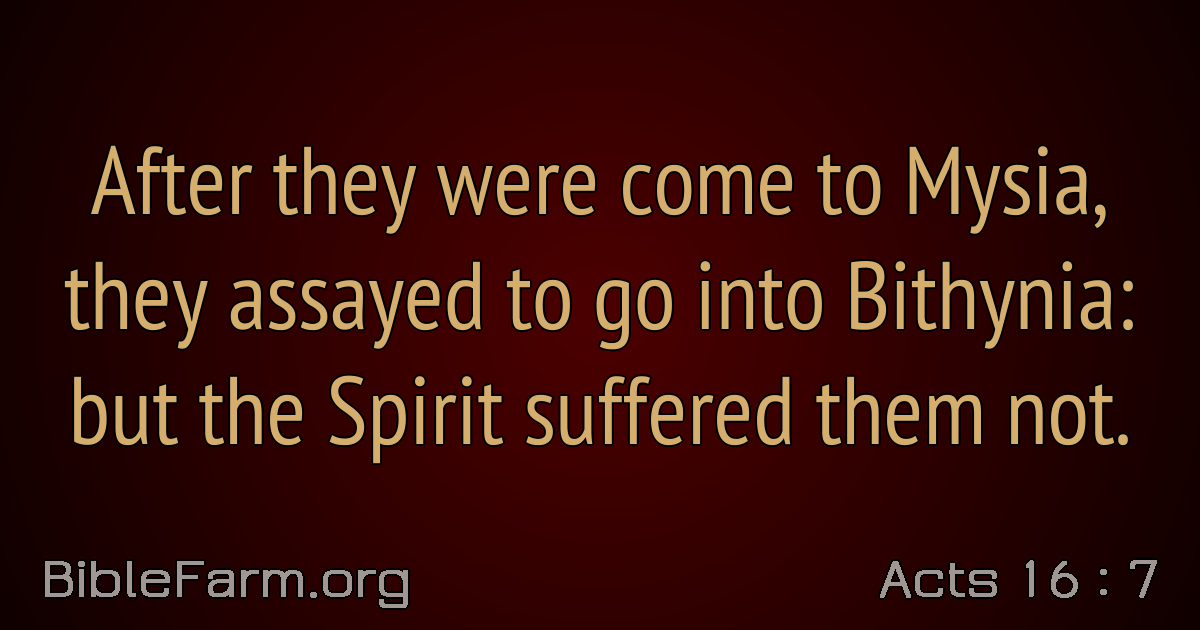 After they were come to Mysia,
they assayed to go into Bithynia:
but the Spirit suffered them not.
BibleFarm.org
Acts 16 : 7